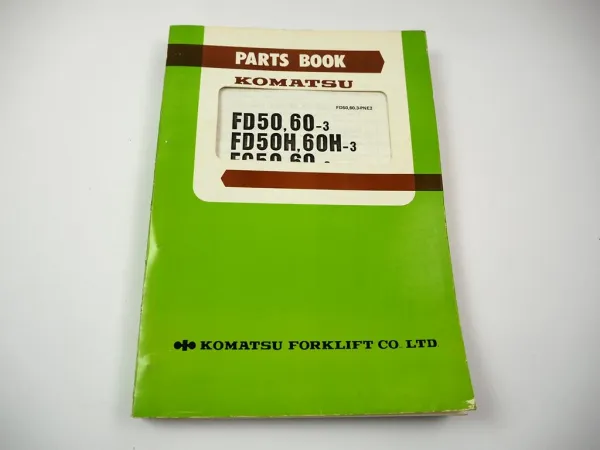 PARTS BOOK
KOMATSU
FD50,60-3
FD50H,60H-3
KOMATSU FORKLIFT CO. LTD